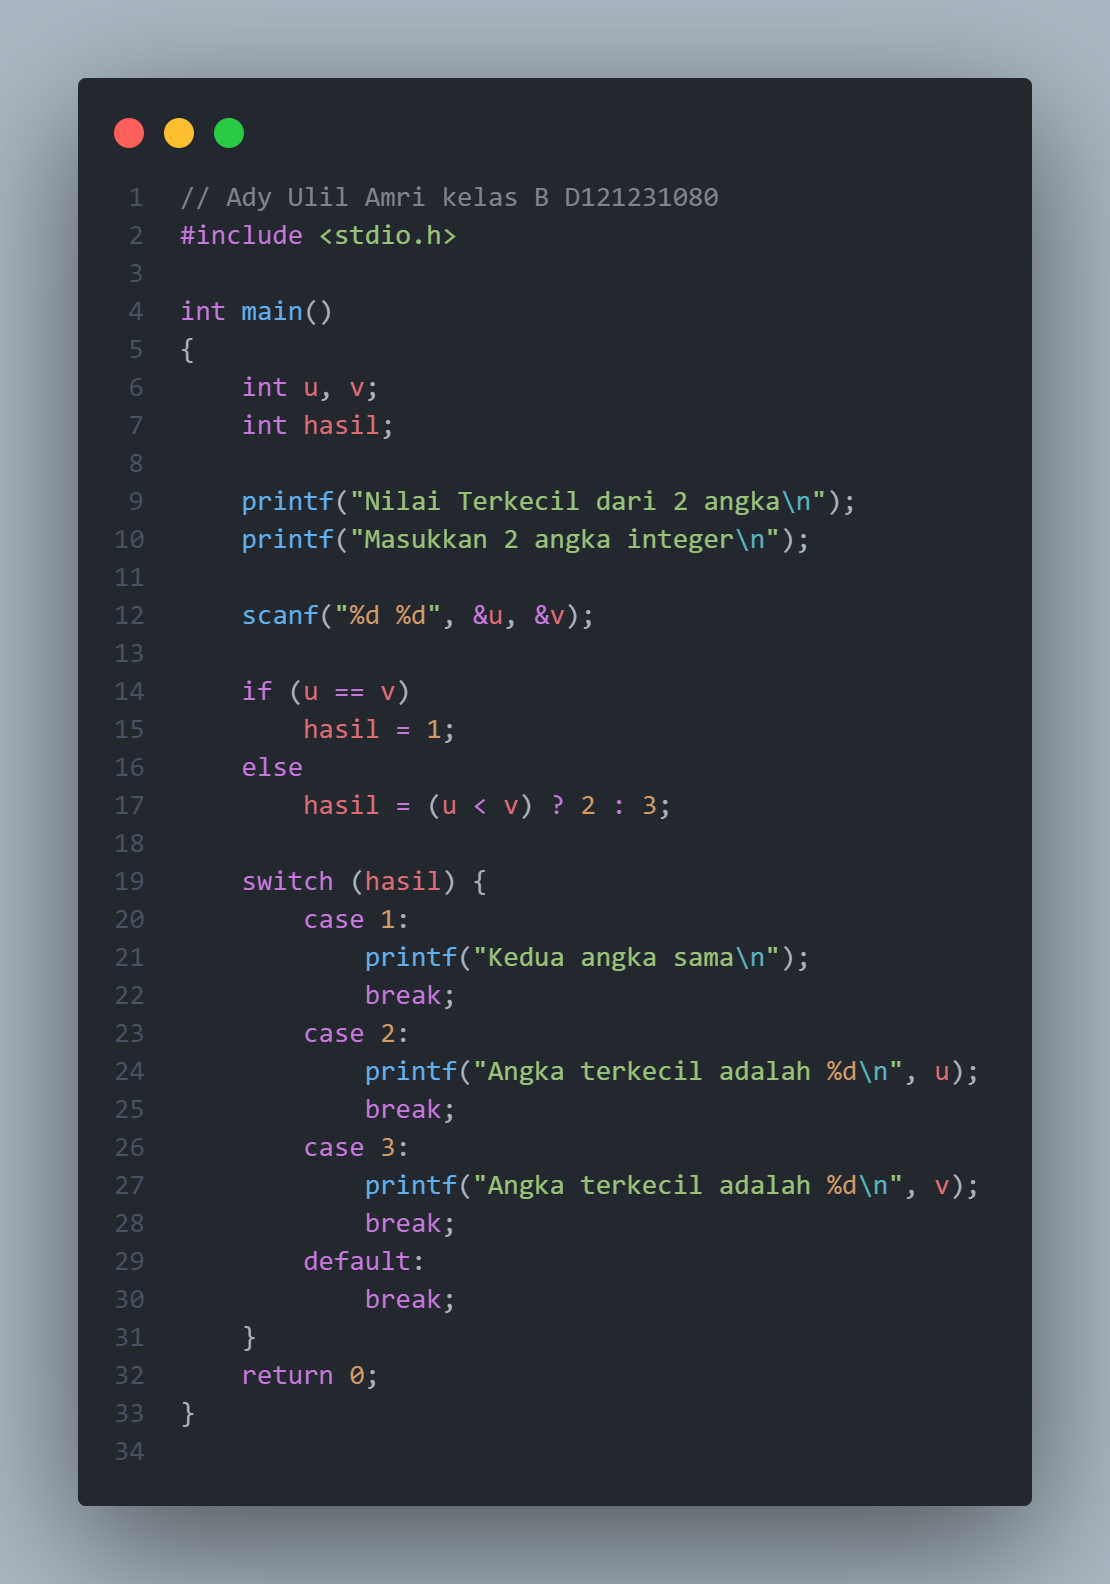 1 // Ady Ulil Amri kelas B D121231080
2 #include <stdio.h>
3
4 int main()
5 {
6     int u, v;
7     int hasil;
8
9     printf("Nilai Terkecil dari 2 angka\n");
10     printf("Masukkan 2 angka integer\n");
11
12     scanf("%d %d", &u, &v);
13
14     if (u == v)
15         hasil = 1;
16     else
17         hasil = (u < v) ? 2 : 3;
18
19     switch (hasil) {
20         case 1:
21             printf("Kedua angka sama\n");
22             break;
23         case 2:
24             printf("Angka terkecil adalah %d\n", u);
25             break;
26         case 3:
27             printf("Angka terkecil adalah %d\n", v);
28             break;
29         default:
30             break;
31     }
32     return 0;
33 }
34